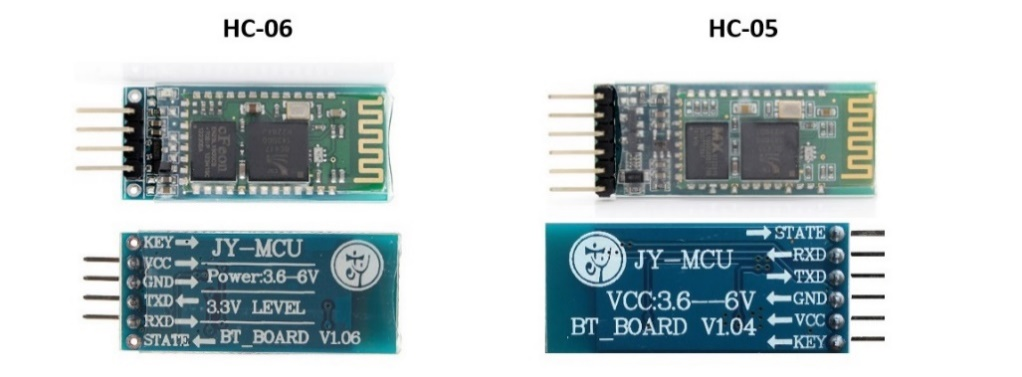 HC-06
HC-05
KEY
VCC
GND
TXD
RXD
STATE
JY-MCU
Power:3.6-6V
3.3V LEVEL
BT_BOARD V1.06
STATE
RXD
TXD
GND
VCC
KEY
JY-MCU
VCC:3.6--6V
BT_BOARD V1.04